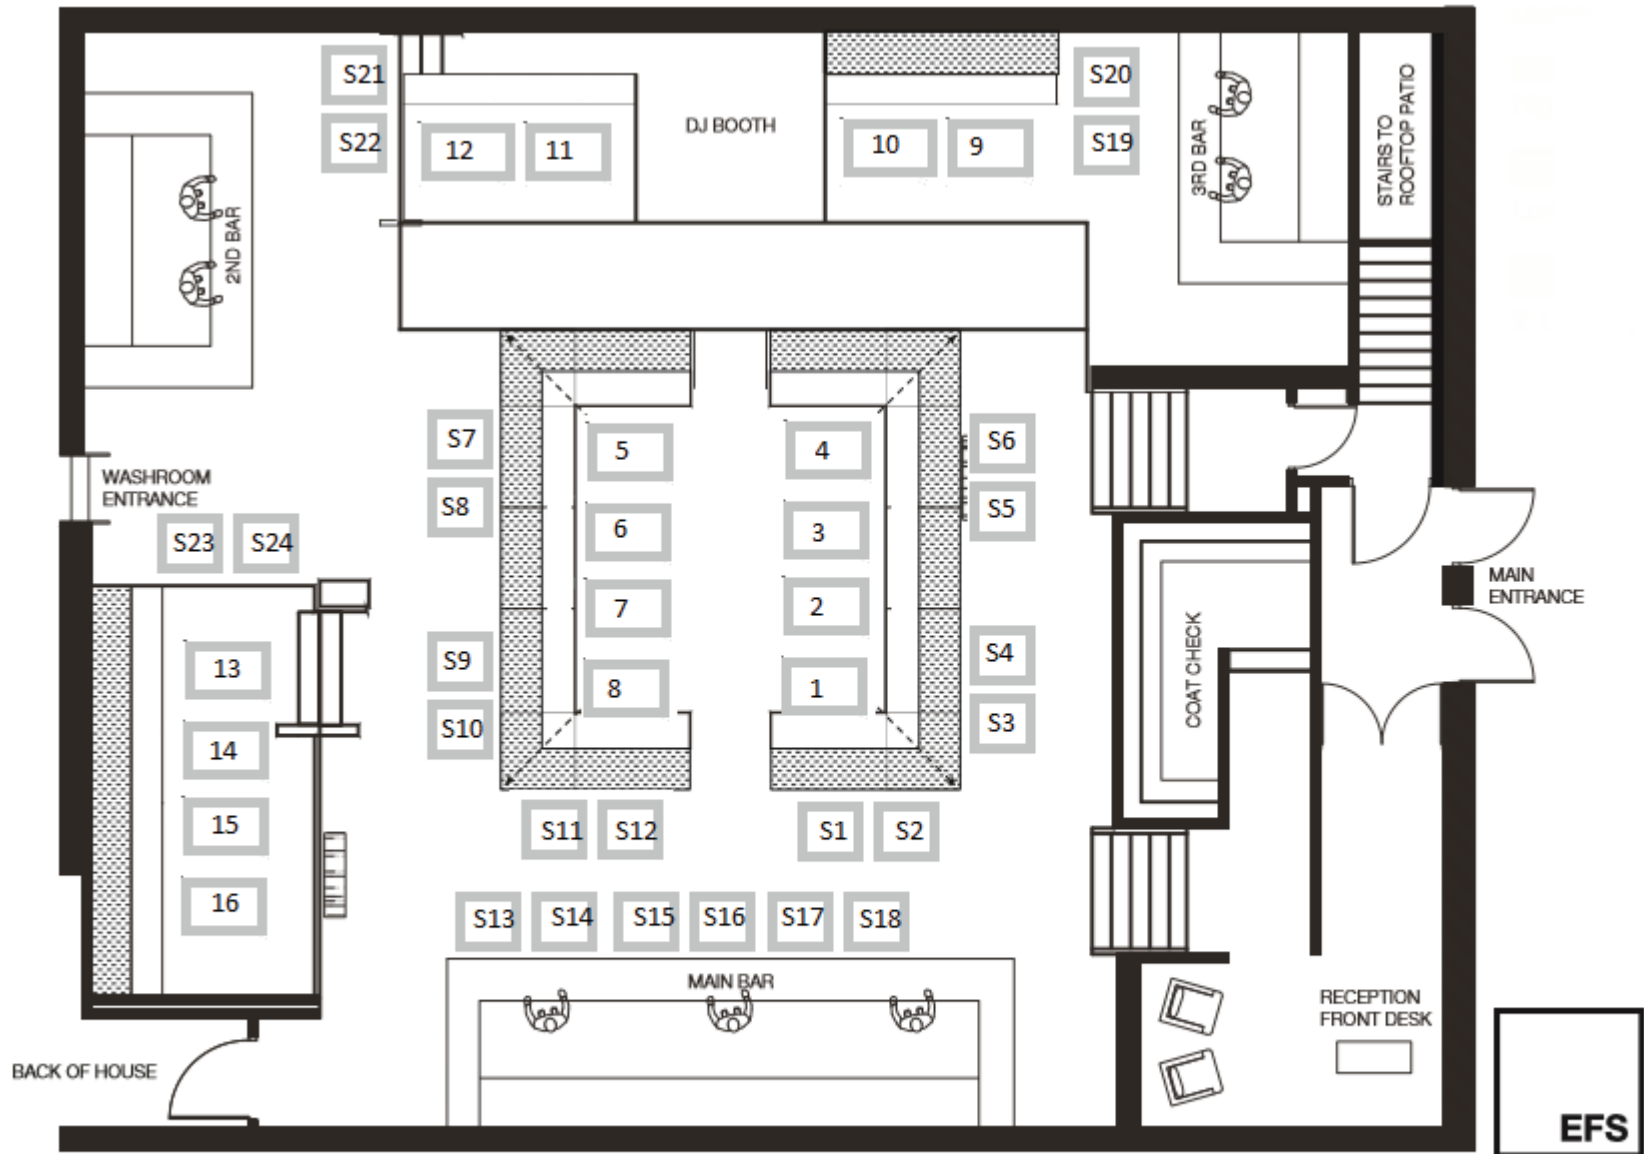 S21
S20
S22
12
11
DJ BOOTH
10
9
S19
3RD BAR
STAIRS TO
ROOFTOP PATIO
2ND BAR
S7
5
4
S6
WASHROOM
ENTRANCE
S8
6
3
S5
S23
S24
MAIN
ENTRANCE
7
2
13
S9
8
1
S4
COAT CHECK
14
S10
S3
15
S11
S12
S1
S2
16
S13
S14
S15
S16
S17
S18
MAIN BAR
RECEPTION
FRONT DESK
BACK OF HOUSE
EFS